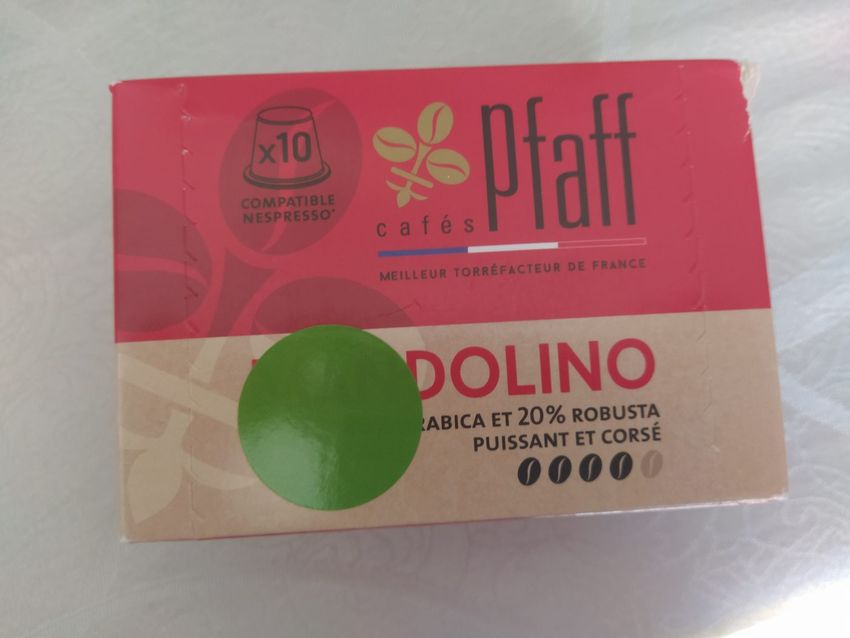 x10
COMPATIBLE
NESPRESSO*
cafés Pfaff
MEILLEUR TORRÉFACTEUR DE FRANCE
DOLINO
RABICA ET 20% ROBUSTA
PUISSANT ET CORSÉ